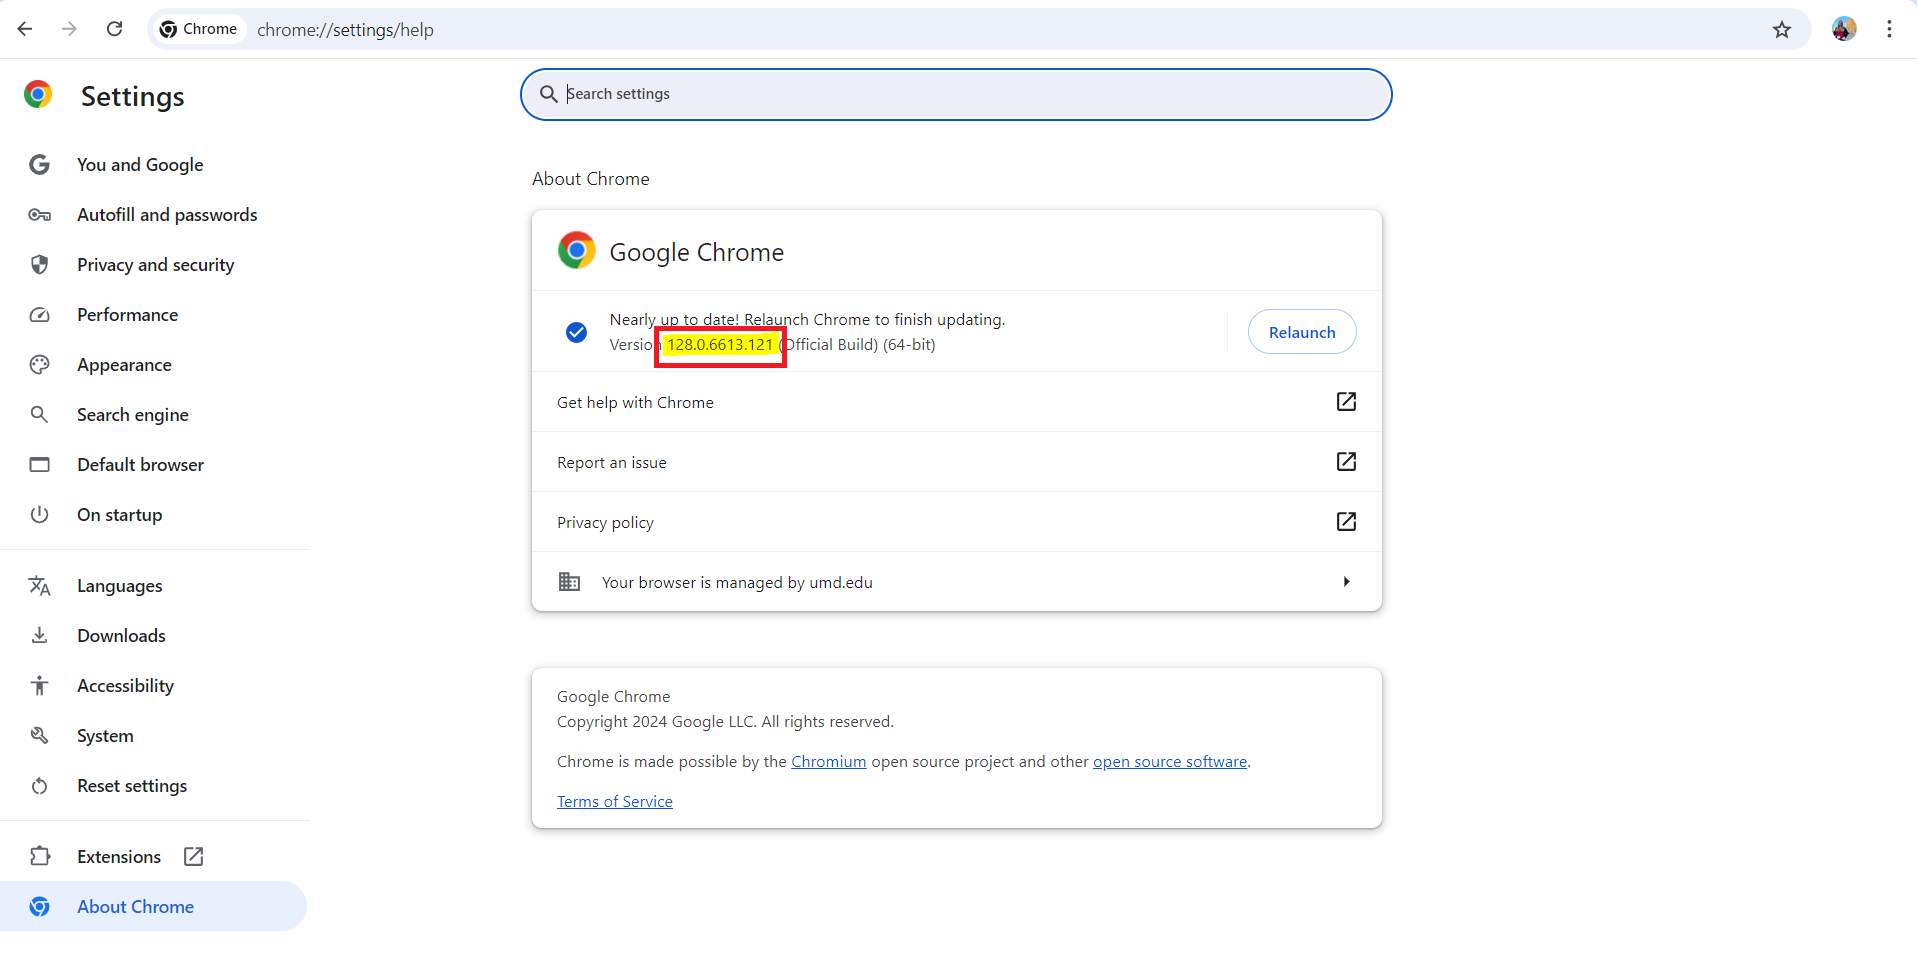 Chrome
chrome://settings/help
Settings
Search settings
You and Google
Autofill and passwords
Privacy and security
Performance
Appearance
Search engine
Default browser
On startup
Languages
Downloads
Accessibility
System
Reset settings
Extensions
About Chrome
About Chrome
Google Chrome
Nearly up to date! Relaunch Chrome to finish updating.
Version 128.0.6613.121 (Official Build) (64-bit)
Relaunch
Get help with Chrome
Report an issue
Privacy policy
Your browser is managed by umd.edu
Google Chrome
Copyright 2024 Google LLC. All rights reserved.
Chrome is made possible by the Chromium open source project and other open source software.
Terms of Service